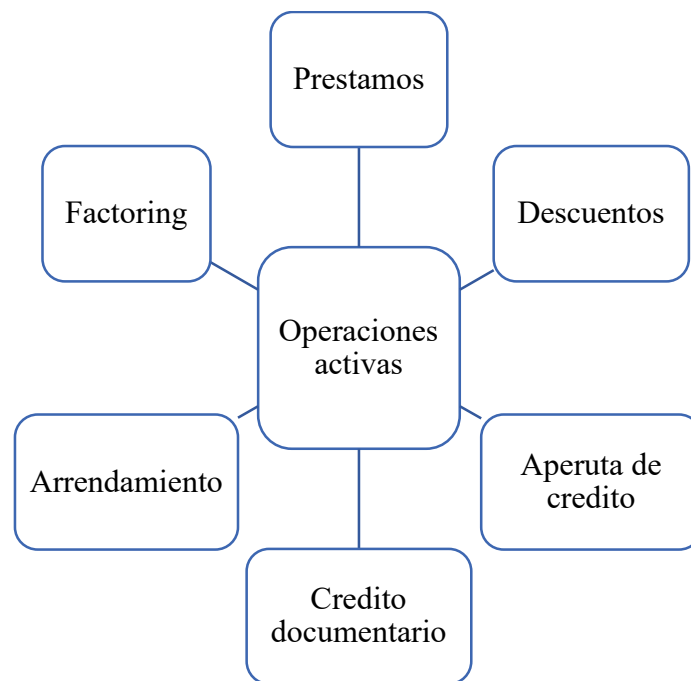 Prestamos
Factoring
Descuentos
Operaciones
activas
Arrendamiento
Aperuta de
credito
Credito
documentario